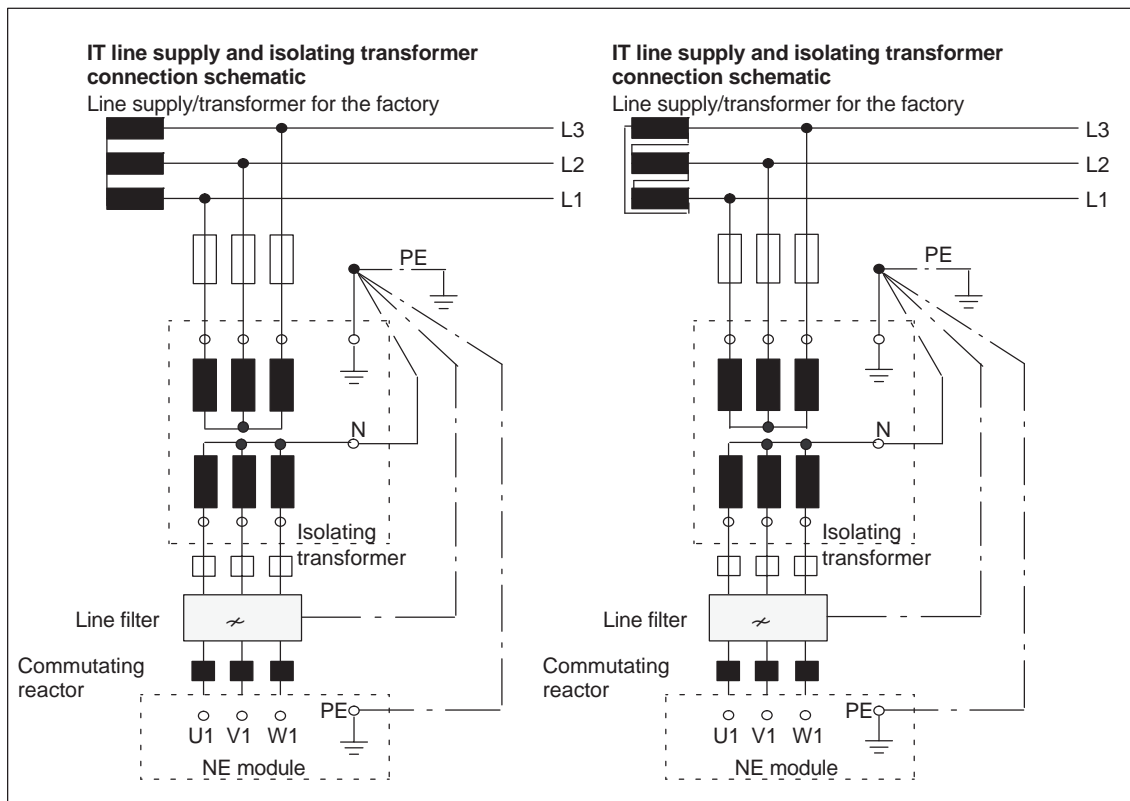 IT line supply and isolating transformer
connection schematic
Line supply/transformer for the factory
L3
L2
L1
PE
N
Isolating
transformer
Line filter
Commutating
reactor
PE
U1 V1 W1
NE module
IT line supply and isolating transformer
connection schematic
Line supply/transformer for the factory
L3
L2
L1
PE
N
Isolating
transformer
Line filter
Commutating
reactor
PE
U1 V1 W1
NE module